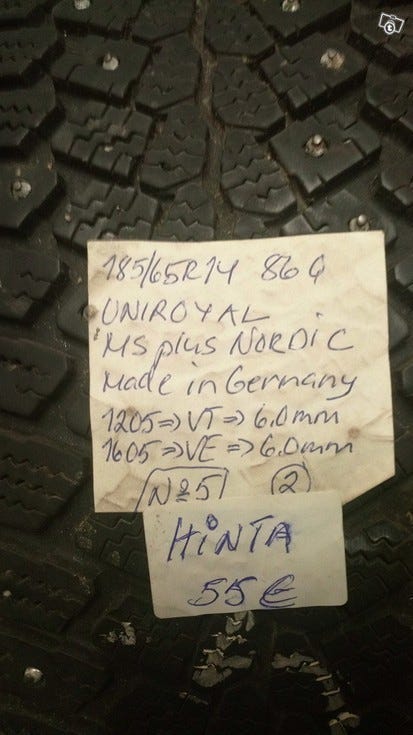 185/65R14 86Q
UNIROYAL
MS plus NORDiC
Made in Germany
1205=>VT=>6.0mm
1605=>VE=>6.0mm
№5 2
HiNTA
55€